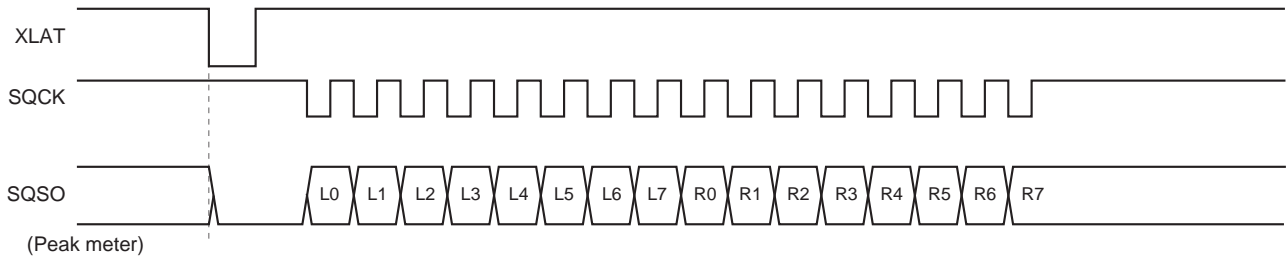 XLAT
SQCK
SQSO
L0 L1 L2 L3 L4 L5 L6 L7 R0 R1 R2 R3 R4 R5 R6 R7
(Peak meter)